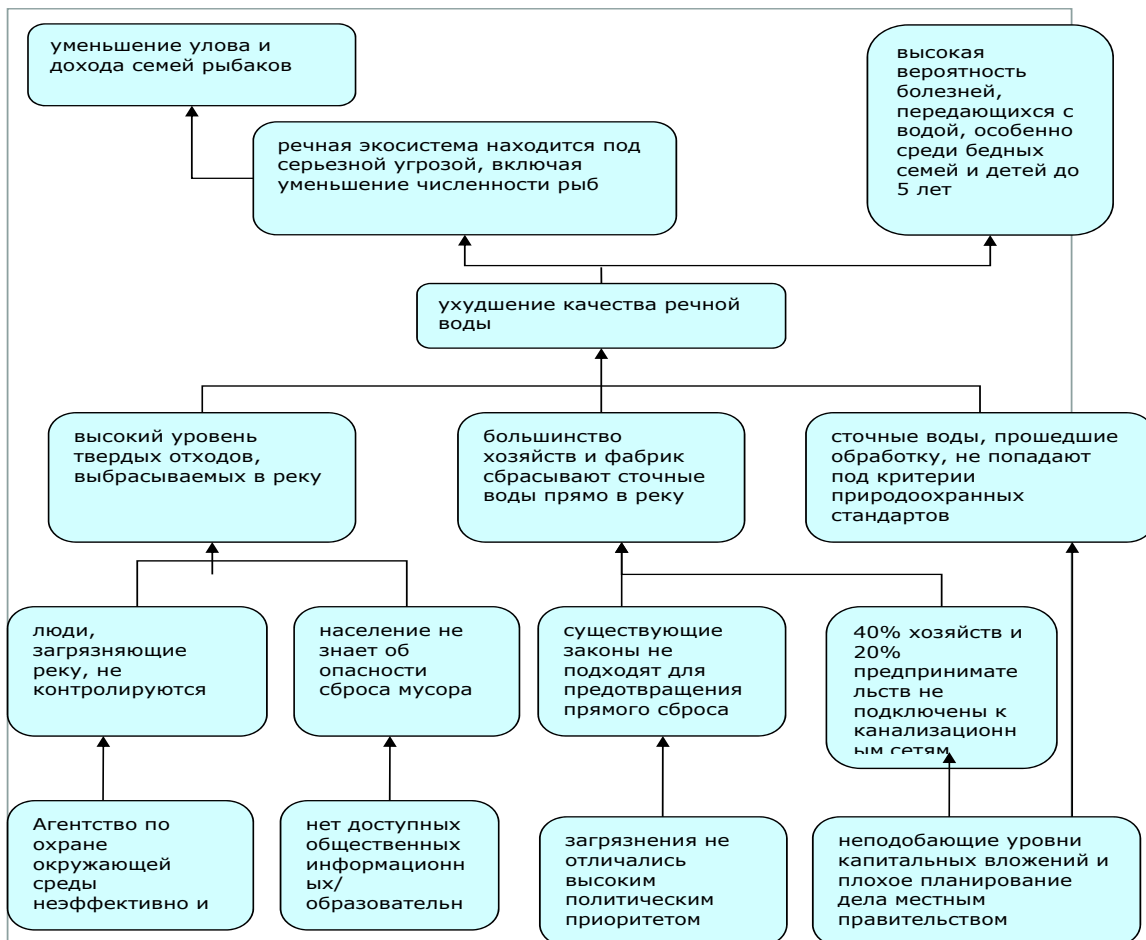 уменьшение улова и
дохода семей рыбаков
высокая
вероятность
болезней,
передающихся с
водой, особенно
среди бедных
семей и детей до
5 лет
речная экосистема находится под
серьезной угрозой, включая
уменьшение численности рыб
ухудшение качества речной
воды
высокий уровень
твердых отходов,
выбрасываемых в реку
большинство
хозяйств и фабрик
сбрасывают сточные
воды прямо в реку
сточные воды, прошедшие
обработку, не попадают
под критерии
природоохранных
стандартов
люди,
загрязняющие
реку, не
контролируются
население не
знает об
опасности
сброса мусора
существующие
законы не
подходят для
предотвращения
прямого сброса
40% хозяйств и
20%
предпринимате
льств не
подключены к
канализационн
ым сетям
Агентство по
охране
окружающей
среды
неэффективно и
нет доступных
общественных
информационн
ых/
образовательн
загрязнения не
отличались
высоким
политическим
приоритетом
неподобающие уровни
капитальных вложений и
плохое планирование
дела местным
правительством